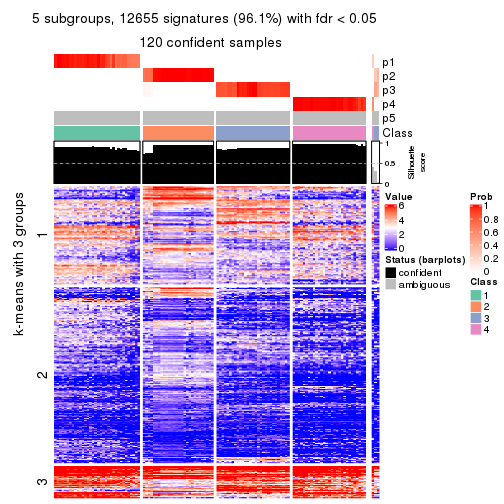 5 subgroups, 12655 signatures (96.1%) with fdr < 0.05
120 confident samples
p1
p2
p3
p4
p5
Class
1
0.5
0
Silhouette
score
k-means with 3 groups
1
2
3
Value
6
4
2
0
Status (barplots)
confident
ambiguous
Prob
1
0.8
0.6
0.4
0.2
0
Class
1
2
3
4